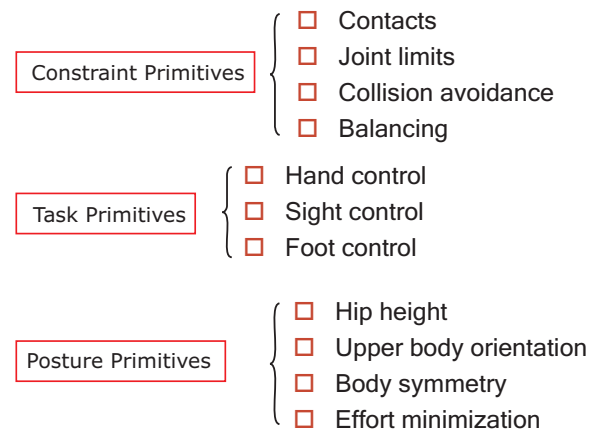 Constraint Primitives
Contacts
Joint limits
Collision avoidance
Balancing
Task Primitives
Hand control
Sight control
Foot control
Posture Primitives
Hip height
Upper body orientation
Body symmetry
Effort minimization